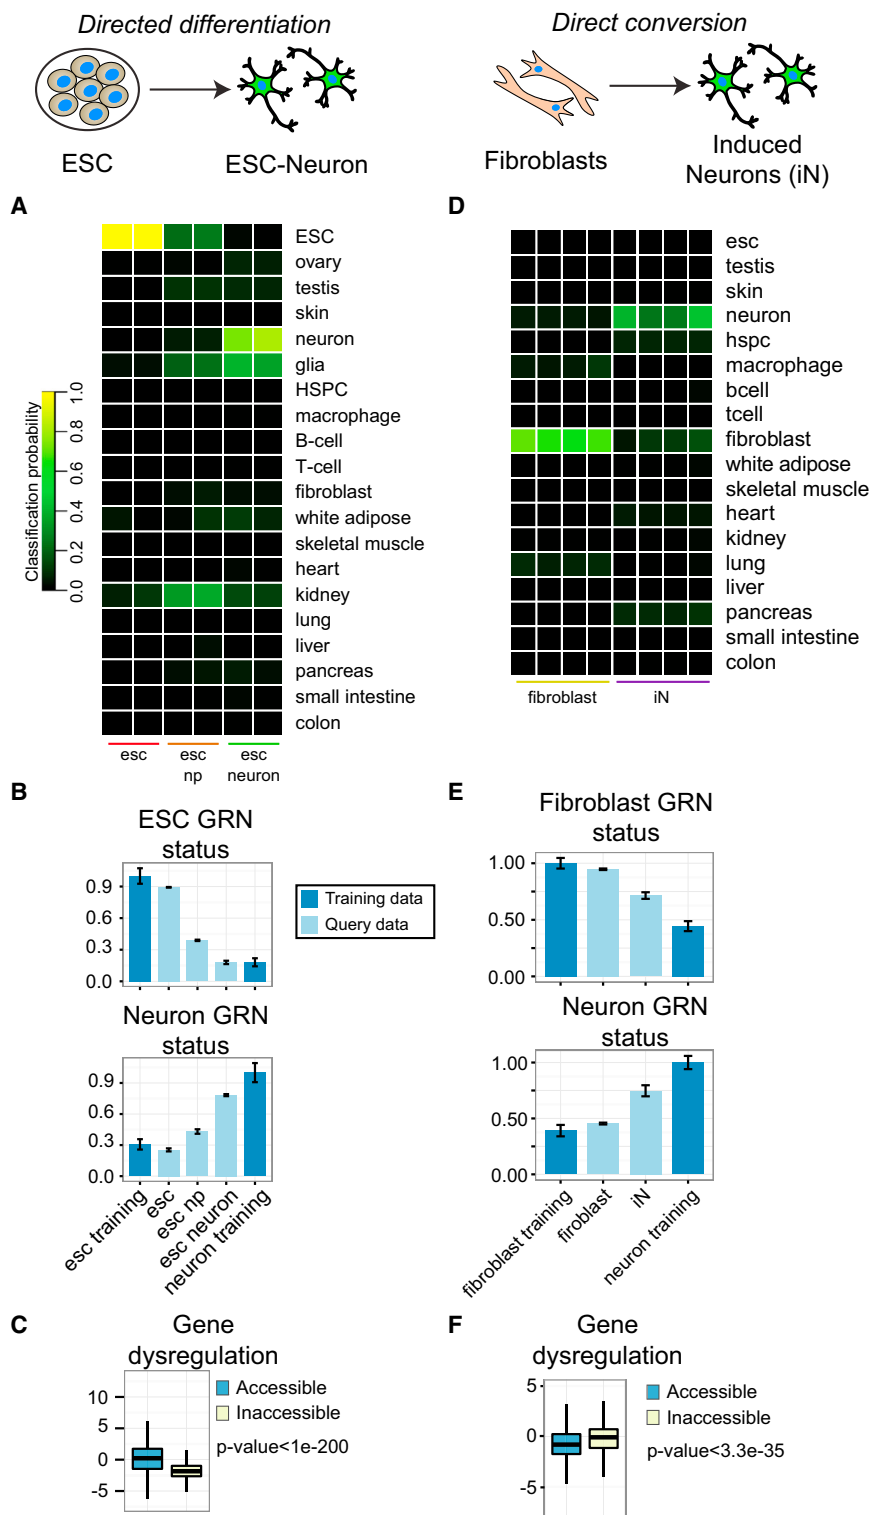 Directed differentiation
ESC
ESC-Neuron
Direct conversion
Fibroblasts
Induced
Neurons (iN)
A
ESC
ovary
testis
skin
neuron
glia
HSPC
macrophage
B-cell
T-cell
fibroblast
white adipose
skeletal muscle
heart
kidney
lung
liver
pancreas
small intestine
colon
Classification probability
0.0 0.2 0.4 0.6 0.8 1.0
esc
esc
np
esc
neuron
D
esc
testis
skin
neuron
hspc
macrophage
bcell
tcell
fibroblast
white adipose
skeletal muscle
heart
kidney
lung
liver
pancreas
small intestine
colon
fibroblast
iN
B
ESC GRN
status
0.9
0.6
0.3
0.0
Training data
Query data
Neuron GRN
status
0.9
0.6
0.3
0.0
esc training
esc
esc np
esc neuron
neuron training
E
Fibroblast GRN
status
1.00
0.50
0.00
Neuron GRN
status
1.00
0.50
0.00
fibroblast training
firoblast
iN
neuron training
C
Gene
dysregulation
10
5
0
-5
Accessible
Inaccessible
p-value<1e-200
F
Gene
dysregulation
5
0
-5
Accessible
Inaccessible
p-value<3.3e-35